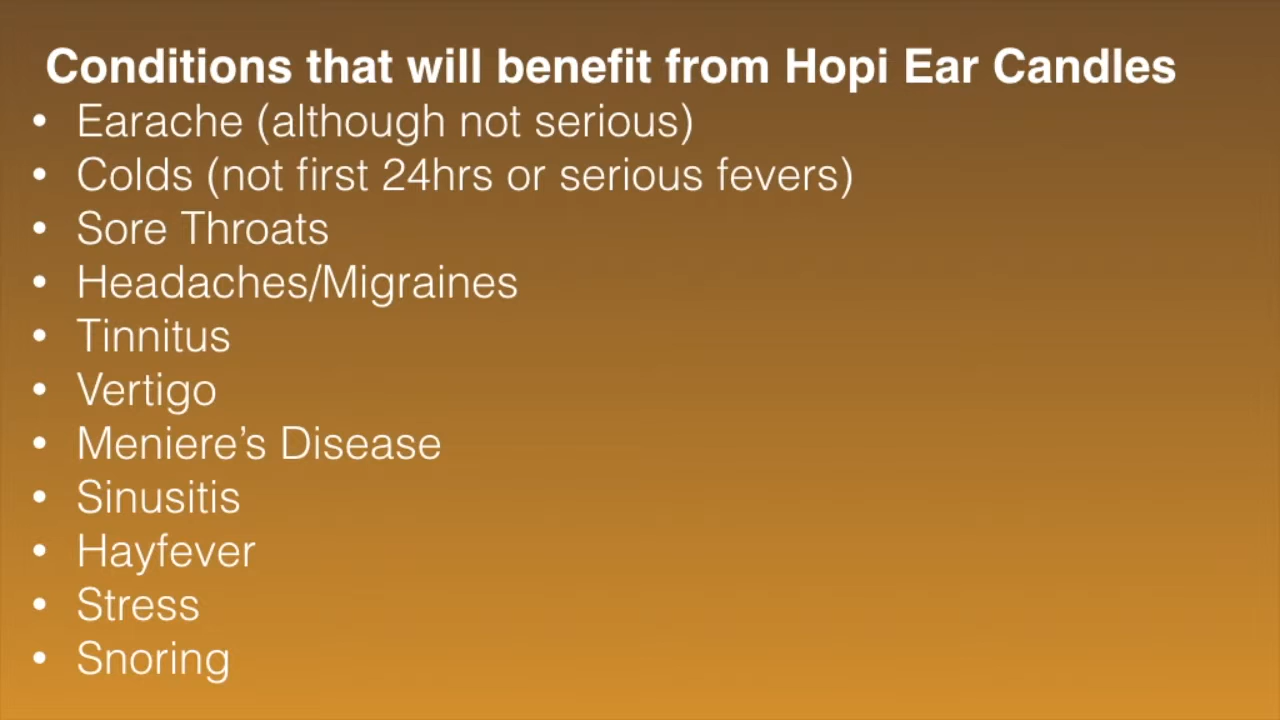 Conditions that will benefit from Hopi Ear Candles
• Earache (although not serious)
• Colds (not first 24hrs or serious fevers)
• Sore Throats
• Headaches/Migraines
• Tinnitus
• Vertigo
• Meniere’s Disease
• Sinusitis
• Hayfever
• Stress
• Snoring